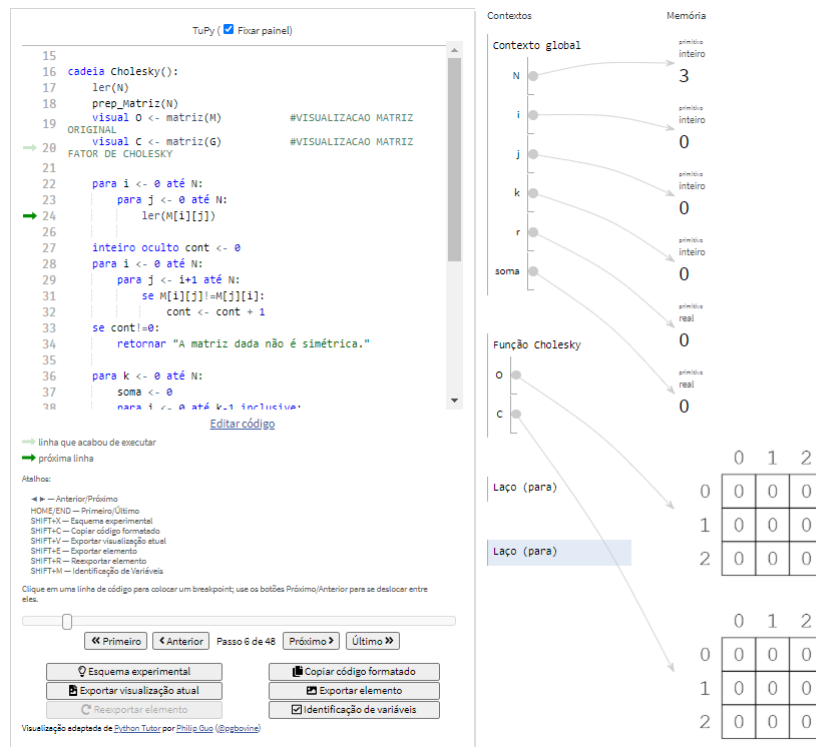 TuPy ( Fixar painel)
15
16 cadeia Cholesky():
17 ler(N)
18 prep_Matriz(N)
19 visual O <- matriz(M) #VISUALIZACAO MATRIZ
ORIGINAL
20 visual C <- matriz(G) #VISUALIZACAO MATRIZ
FATOR DE CHOLESKY
21
22 para i <- 0 até N:
23 para j <- 0 até N:
24 ler(M[i][j])
26
27 inteiro oculto cont <- 0
28 para i <- 0 até N:
29 para j <- i+1 até N:
31 se M[i][j]!=M[j][i]:
32 cont <- cont + 1
33 se cont!=0:
34 retornar "A matriz dada não é simétrica."
35
36 para k <- 0 até N:
37 soma <- 0
38 para j <- 0 até k-1 inclusive:
Editar código
linha que acabou de executar
próxima linha
Atalhos:
◄ ► — Anterior/Próximo
HOME/END — Primeiro/Último
SHIFT+X — Esquema experimental
SHIFT+C — Copiar código formatado
SHIFT+V — Exportar visualização atual
SHIFT+E — Exportar elemento
SHIFT+R — Reexportar elemento
SHIFT+M — Identificação de Variáveis
Clique em uma linha de código para colocar um breakpoint; use os botões Próximo/Anterior para se deslocar entre
eles.
Primeiro Anterior Passo 6 de 48 Próximo Último
Esquema experimental Copiar código formatado
Exportar visualização atual Exportar elemento
Reexportar elemento Identificação de variáveis
Visualização adaptada de Python Tutor por Philip Guo (@pgbovine)
Contextos Memória
Contexto global
N
i
j
k
r
soma
Função Cholesky
O
C
Laço (para)
Laço (para)
primitivo
inteiro
3
primitivo
inteiro
0
primitivo
inteiro
0
primitivo
inteiro
0
primitivo
real
0
primitivo
real
0
0 1 2
0 0 0 0
1 0 0 0
2 0 0 0
0 1 2
0 0 0 0
1 0 0 0
2 0 0 0